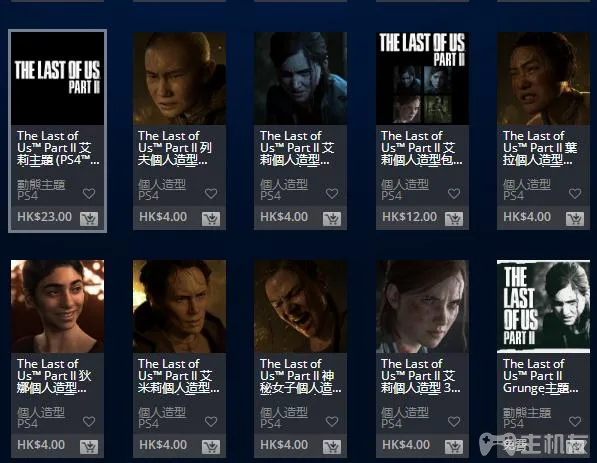 THE LAST OF US
PART II
THE LAST OF US
PART II
The Last of
Us™ Part II 艾
莉主題 (PS4™...
動態主題
PS4
HK$23.00
The Last of
Us™ Part II 列
夫個人造型...
個人造型
PS4
HK$4.00
The Last of
Us™ Part II 艾
莉個人造型...
個人造型
PS4
HK$4.00
The Last of
Us™ Part II 艾
莉個人造型包...
個人造型
PS4
HK$12.00
The Last of
Us™ Part II 葉
拉個人造型...
個人造型
PS4
HK$4.00
THE
LAST
OF US
PART II
The Last of
Us™ Part II 狄
娜個人造型...
個人造型
PS4
HK$4.00
The Last of
Us™ Part II 艾
米莉個人造型...
個人造型
PS4
HK$4.00
The Last of
Us™ Part II 神
秘女子個人造...
個人造型
PS4
HK$4.00
The Last of
Us™ Part II 艾
莉個人造型 3...
個人造型
PS4
HK$4.00
The Last of
Us™ Part II
Grunge主題...
動態主題
PS4
免費
主机友